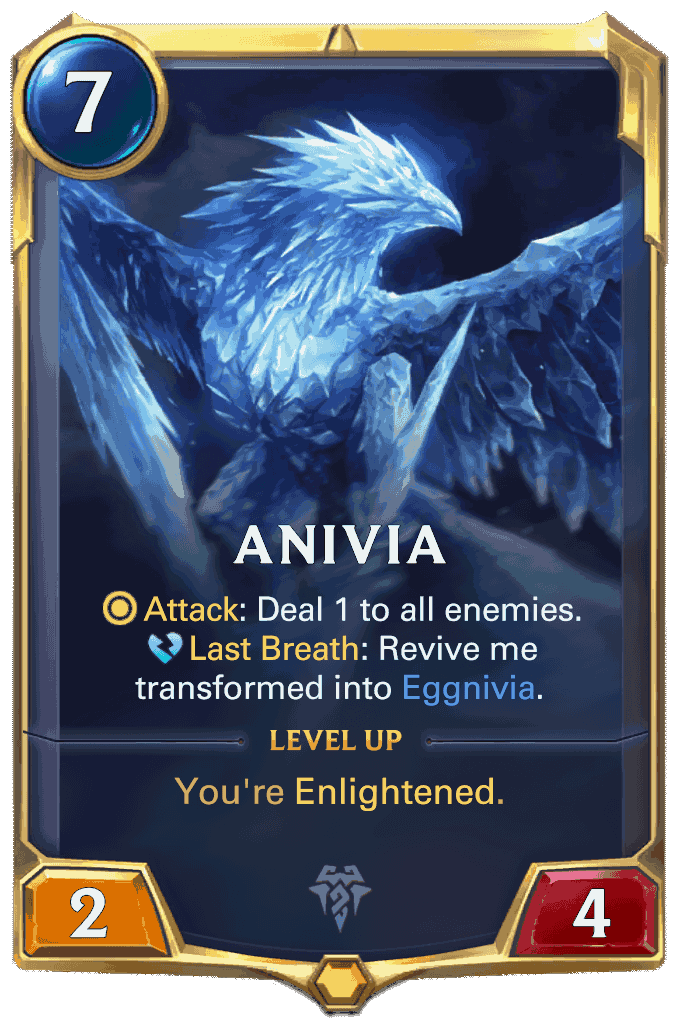 7
ANIVIA
Attack: Deal 1 to all enemies.
Last Breath: Revive me
transformed into Eggnivia.
LEVEL UP
You're Enlightened.
2
4